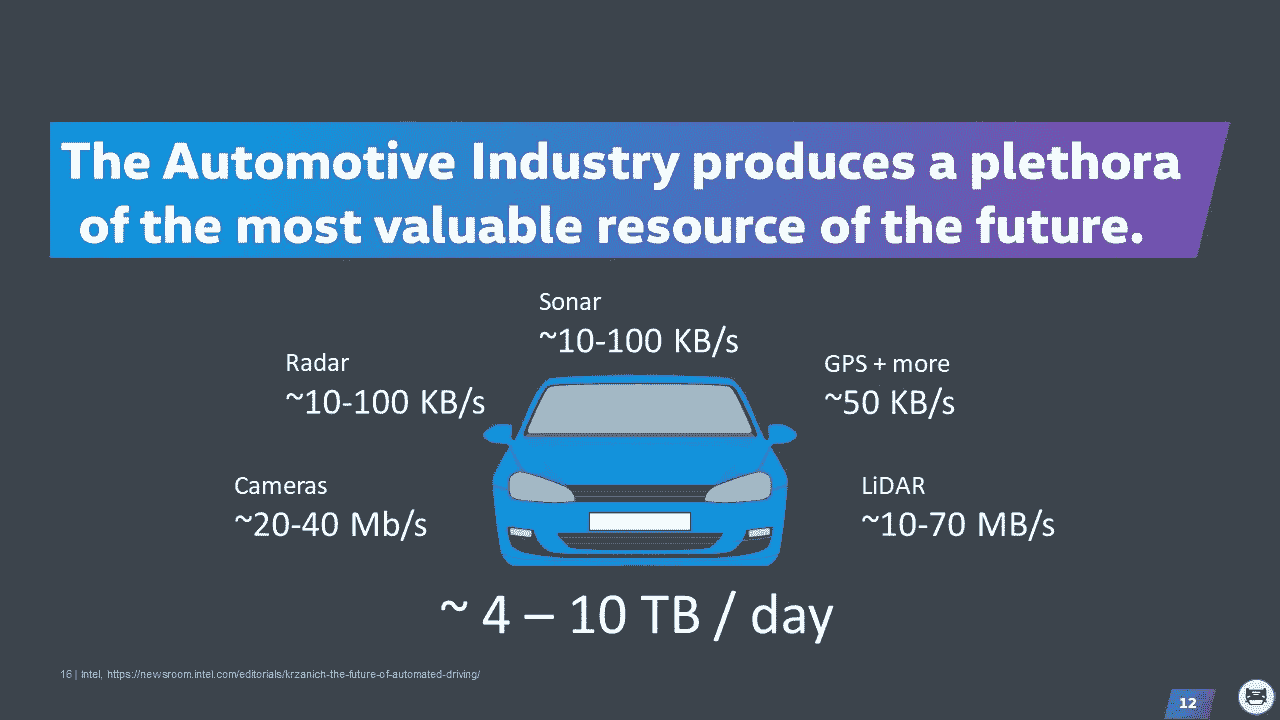 The Automotive Industry produces a plethora
of the most valuable resource of the future.
Sonar
~10-100 KB/s
Radar
~10-100 KB/s
GPS + more
~50 KB/s
Cameras
~20-40 Mb/s
LiDAR
~10-70 MB/s
~ 4 – 10 TB / day
16 | Intel, https://newsroom.intel.com/editorials/krzanich-the-future-of-automated-driving/
12